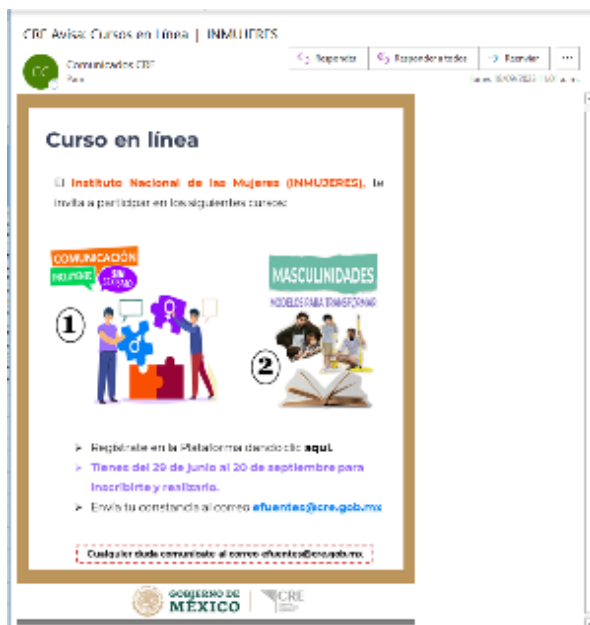 CRE Avisa: Cursos en Línea | INMUJERES
CC
Comunicados CRE
Para
Responder
Responder a todos
Reenviar
...
Curso en línea
El Instituto Nacional de las Mujeres (INMUJERES), te
invita a participar en los siguientes cursos:
COMUNICACIÓN
INCLUYENTE
SIN
SEXISMO
1
MASCULINIDADES
MODELOS PARA TRANSFORMAR
2
➤ Regístrate en la Plataforma dando clic aquí.
➤ Tienes del 29 de junio al 20 de septiembre para
inscribirte y realizarlo.
➤ Envía tu constancia al correo efuentes@cre.gob.mx
Cualquier duda comunícate al correo efuentes@cre.gob.mx
GOBIERNO DE
MÉXICO
CRE